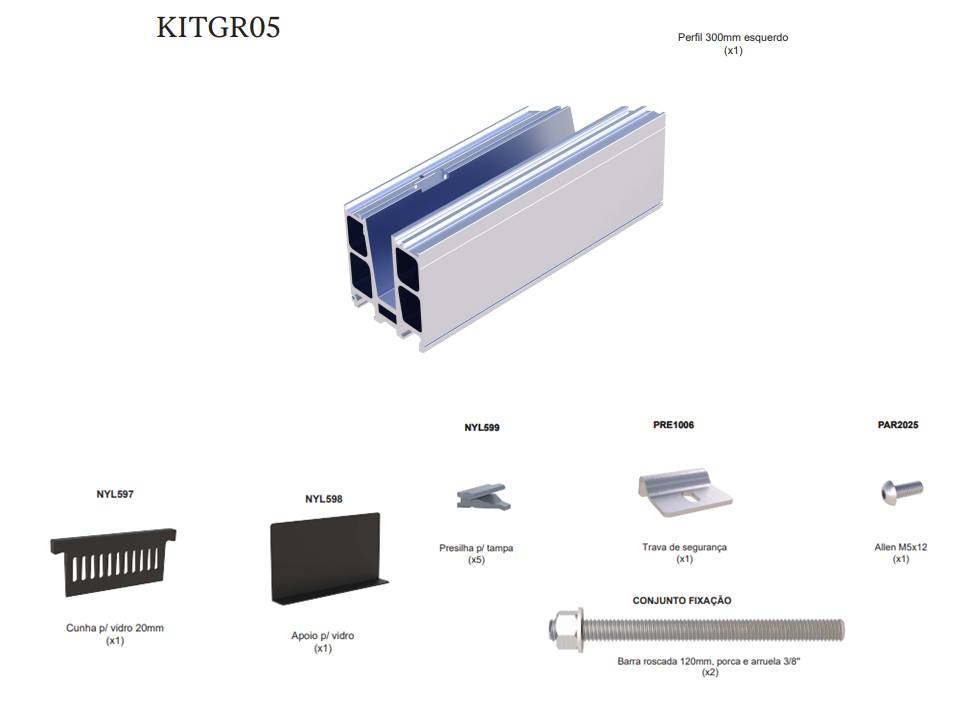 KITGR05
Perfil 300mm esquerdo
(x1)
NYL599
PRE1006
PAR2025
NYL597
NYL598
Presilha p/ tampa
(x5)
Trava de segurança
(x1)
Allen M5x12
(x1)
CONJUNTO FIXAÇÃO
Cunha p/ vidro 20mm
(x1)
Apoio p/ vidro
(x1)
Barra roscada 120mm, porca e arruela 3/8"
(x2)